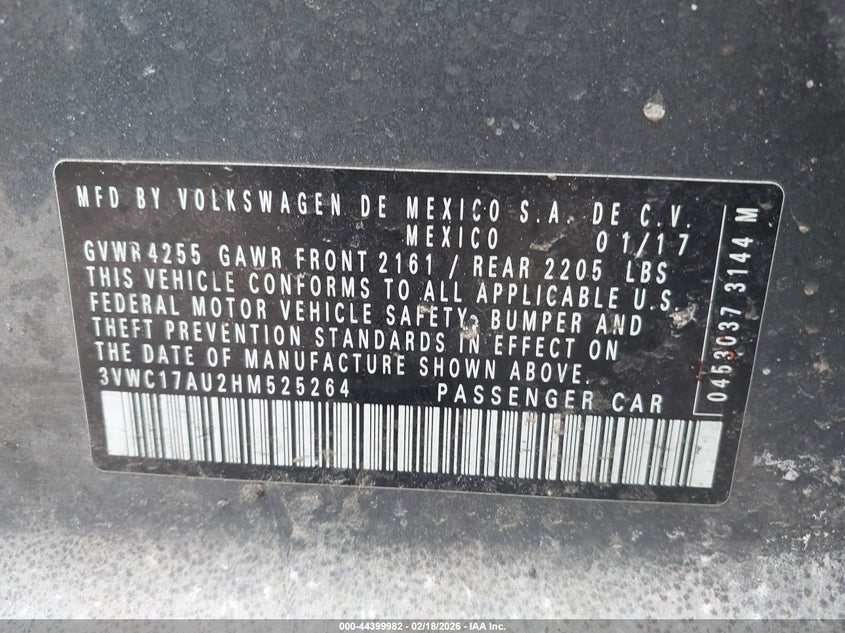 MFD BY VOLKSWAGEN DE MEXICO S.A. DE C.V.
MEXICO 01/17
GVWR4255 GAWR FRONT 2161 / REAR 2205 LBS
THIS VEHICLE CONFORMS TO ALL APPLICABLE U.S.
FEDERAL MOTOR VEHICLE SAFETY, BUMPER AND
THEFT PREVENTION STANDARDS IN EFFECT ON
THE DATE OF MANUFACTURE SHOWN ABOVE.
3VWC17AU2HM525264 PASSENGER CAR
0453037 3144 M
000-44399982 - 02/18/2026 - IAA Inc.